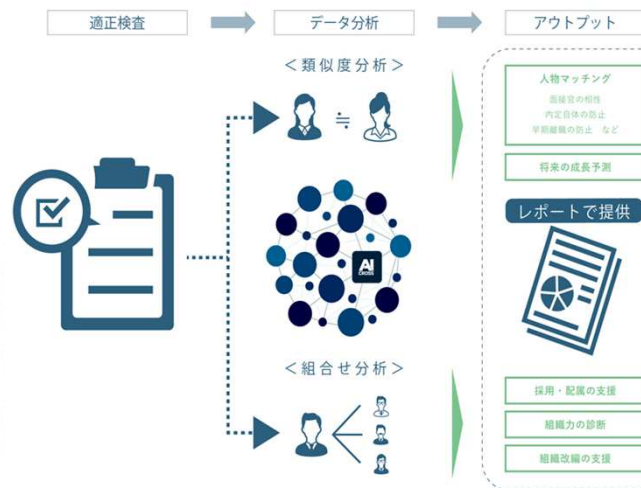 適正検査
データ分析
アウトプット
＜類似度分析＞
≒
人物マッチング
面接官の相性
内定自体の防止
早期離職の防止 など
将来の成長予測
レポートで提供
AI
CROSS
＜組合せ分析＞
採用・配属の支援
組織力の診断
組織改編の支援